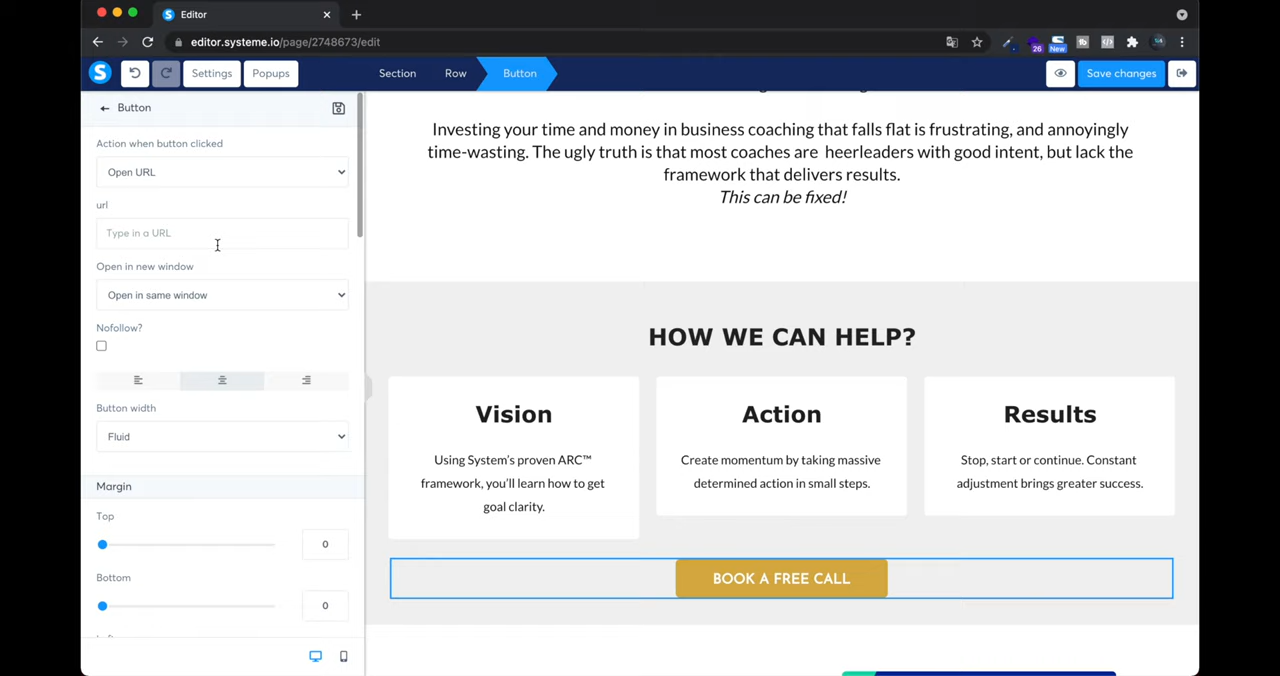 Editor
editor.systeme.io/page/2748673/edit
26
New
S
Settings
Popups
Section
Row
Button
Save changes
Button
Action when button clicked
Open URL
url
Type in a URL
Open in new window
Open in same window
Nofollow?
Button width
Fluid
Margin
Top
0
Bottom
0
Investing your time and money in business coaching that falls flat is frustrating, and annoyingly
time-wasting. The ugly truth is that most coaches are heerleaders with good intent, but lack the
framework that delivers results.
This can be fixed!
HOW WE CAN HELP?
Vision
Using System's proven ARC™
framework, you'll learn how to get
goal clarity.
Action
Create momentum by taking massive
determined action in small steps.
Results
Stop, start or continue. Constant
adjustment brings greater success.
BOOK A FREE CALL